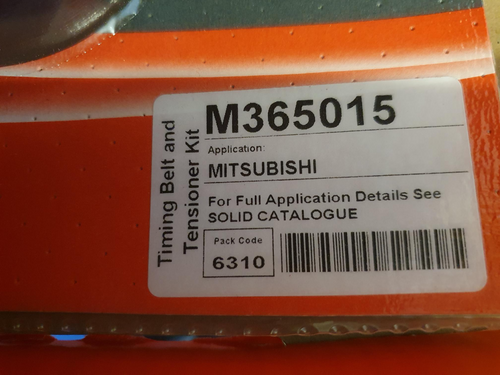 Timing Belt and
Tensioner Kit
M365015
Application:
MITSUBISHI
For Full Application Details See
SOLID CATALOGUE
Pack Code
6310